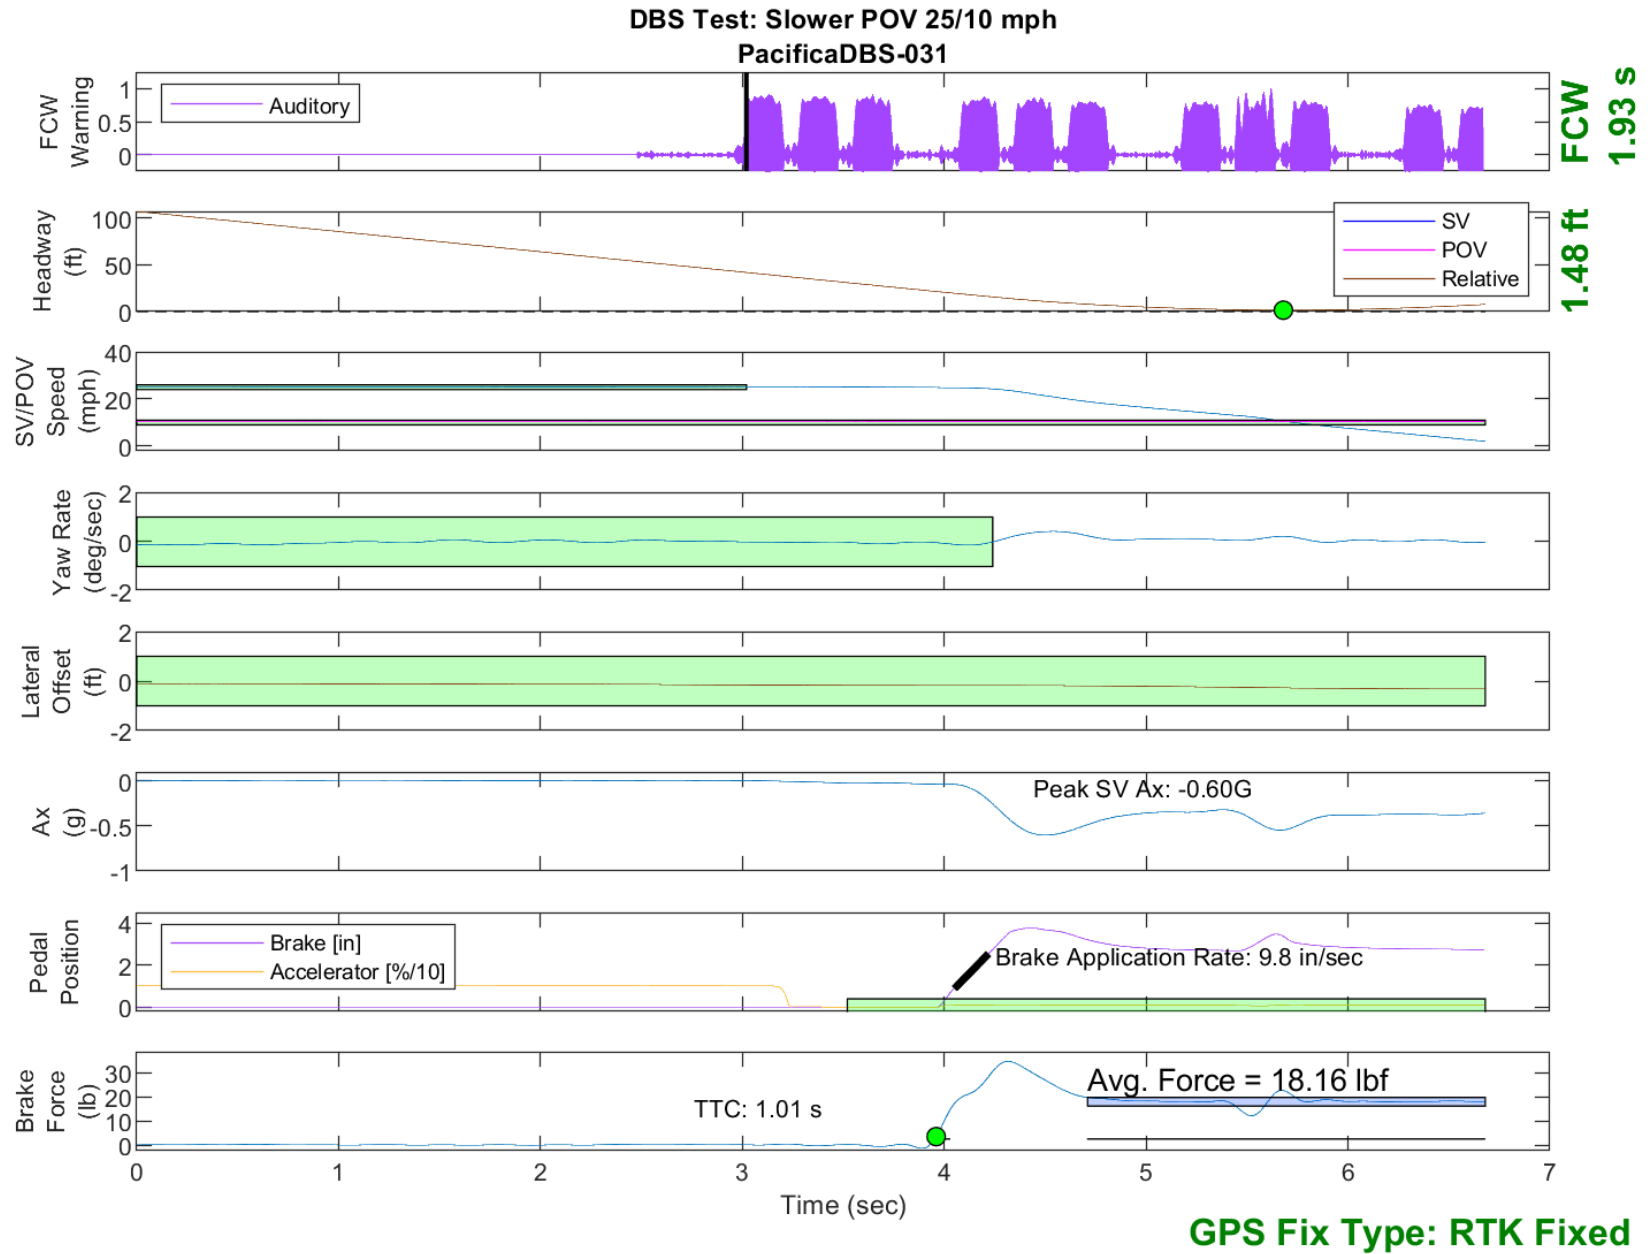 DBS Test: Slower POV 25/10 mph
PacificaDBS-031
FCW
Warning
1
0.5
0
Auditory
FCW
1.93 s
Headway
(ft)
100
50
0
SV
POV
Relative
1.48 ft
SV/POV
Speed
(mph)
40
20
0
Yaw Rate
(deg/sec)
2
0
-2
Lateral
Offset
(ft)
2
0
-2
Ax
(g)
0
-0.5
-1
Peak SV Ax: -0.60G
Pedal
Position
4
2
0
Brake [in]
Accelerator [%/10]
Brake Application Rate: 9.8 in/sec
Brake
Force
(lb)
30
20
10
0
TTC: 1.01 s
Avg. Force = 18.16 lbf
0 1 2 3 4 5 6 7
Time (sec)
GPS Fix Type: RTK Fixed